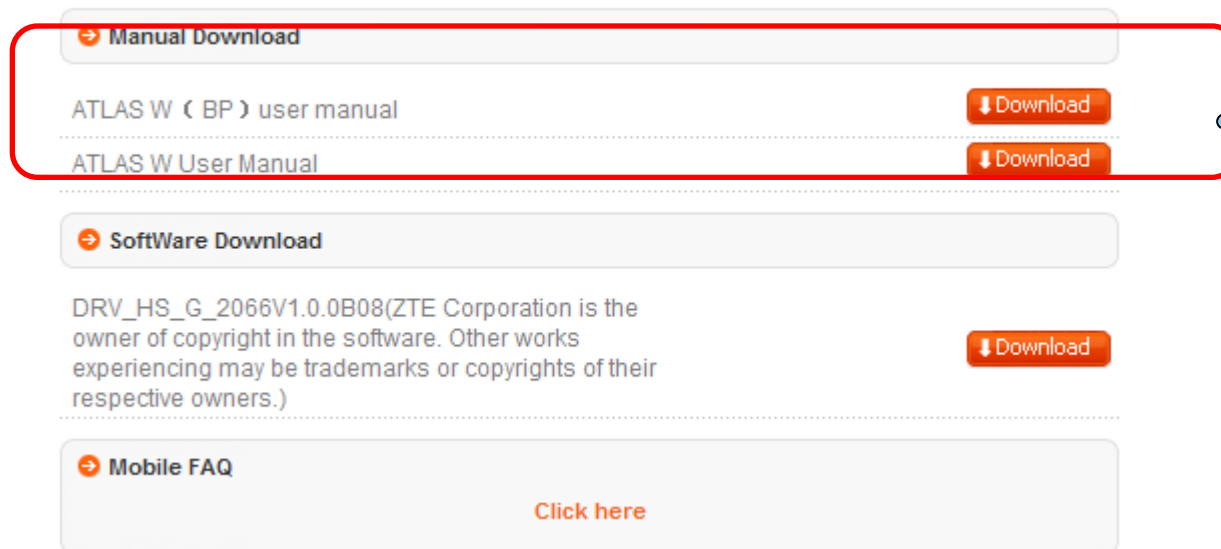 Manual Download
ATLAS W ( BP ) user manual
Download
ATLAS W User Manual
Download
SoftWare Download
DRV_HS_G_2066V1.0.0B08(ZTE Corporation is the
owner of copyright in the software. Other works
experiencing may be trademarks or copyrights of their
respective owners.)
Download
Mobile FAQ
Click here